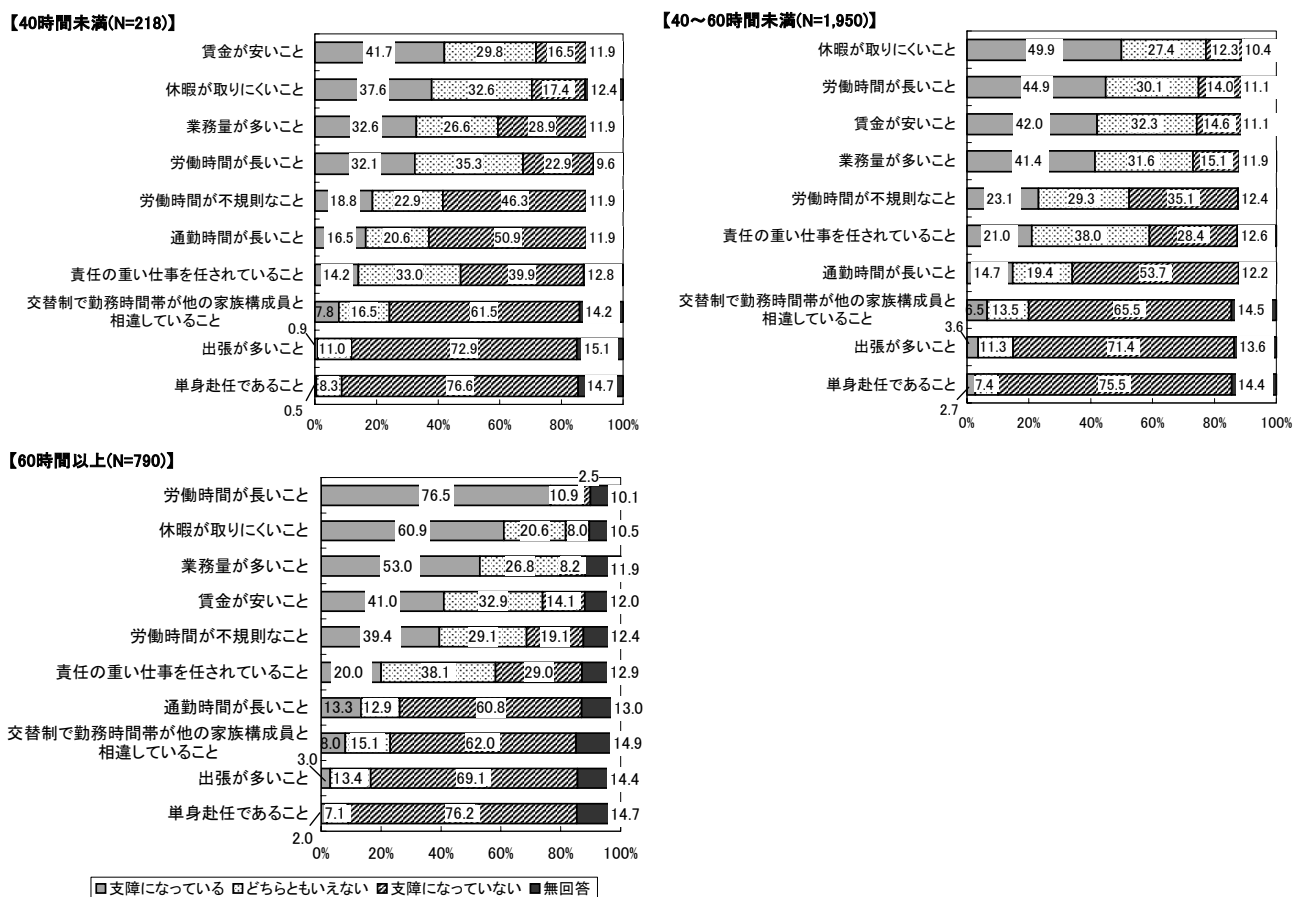 【40時間未満(N=218)】
賃金が安いこと 41.7 29.8 16.5 11.9
休暇が取りにくいこと 37.6 32.6 17.4 12.4
業務量が多いこと 32.6 26.6 28.9 11.9
労働時間が長いこと 32.1 35.3 22.9 9.6
労働時間が不規則なこと 18.8 22.9 46.3 11.9
通勤時間が長いこと 16.5 20.6 50.9 11.9
責任の重い仕事を任されていること 14.2 33.0 39.9 12.8
交替制で勤務時間帯が他の家族構成員と
相違していること 7.8 16.5 61.5 14.2
出張が多いこと 0.9 11.0 72.9 15.1
単身赴任であること 0.5 8.3 76.6 14.7
0% 20% 40% 60% 80% 100%
【40～60時間未満(N=1,950)】
休暇が取りにくいこと 49.9 27.4 12.3 10.4
労働時間が長いこと 44.9 30.1 14.0 11.1
賃金が安いこと 42.0 32.3 14.6 11.1
業務量が多いこと 41.4 31.6 15.1 11.9
労働時間が不規則なこと 23.1 29.3 35.1 12.4
責任の重い仕事を任されていること 21.0 38.0 28.4 12.6
通勤時間が長いこと 14.7 19.4 53.7 12.2
交替制で勤務時間帯が他の家族構成員と
相違していること 6.5 13.5 65.5 14.5
出張が多いこと 3.6 11.3 71.4 13.6
単身赴任であること 2.7 7.4 75.5 14.4
0% 20% 40% 60% 80% 100%
【60時間以上(N=790)】
労働時間が長いこと 76.5 10.9 2.5 10.1
休暇が取りにくいこと 60.9 20.6 8.0 10.5
業務量が多いこと 53.0 26.8 8.2 11.9
賃金が安いこと 41.0 32.9 14.1 12.0
労働時間が不規則なこと 39.4 29.1 19.1 12.4
責任の重い仕事を任されていること 20.0 38.1 29.0 12.9
通勤時間が長いこと 13.3 12.9 60.8 13.0
交替制で勤務時間帯が他の家族構成員と
相違していること 8.0 15.1 62.0 14.9
出張が多いこと 3.0 13.4 69.1 14.4
単身赴任であること 2.0 7.1 76.2 14.7
0% 20% 40% 60% 80% 100%
支障になっている どちらともいえない 支障になっていない 無回答